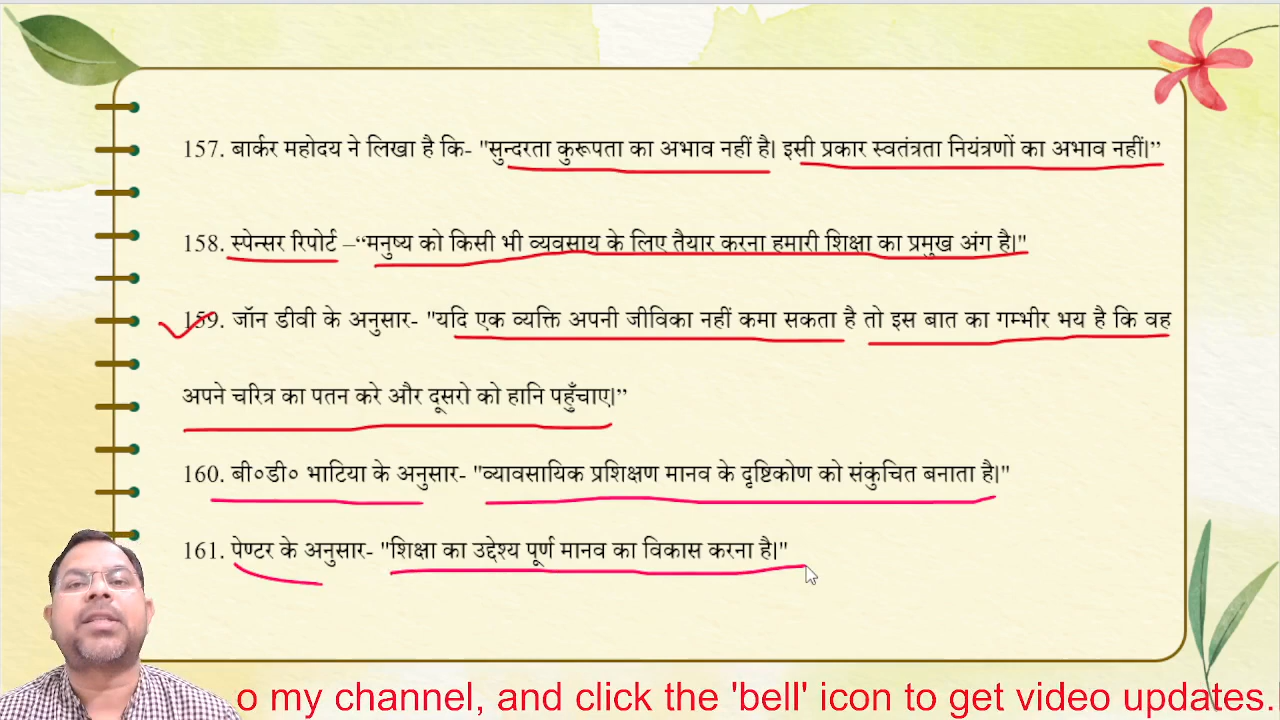 157. बार्कर महोदय ने लिखा है कि- "सुन्दरता कुरूपता का अभाव नहीं है। इसी प्रकार स्वतंत्रता नियंत्रणों का अभाव नहीं।”
158. स्पेन्सर रिपोर्ट –“मनुष्य को किसी भी व्यवसाय के लिए तैयार करना हमारी शिक्षा का प्रमुख अंग है।"
159. जॉन डीवी के अनुसार- "यदि एक व्यक्ति अपनी जीविका नहीं कमा सकता है तो इस बात का गम्भीर भय है कि वह
अपने चरित्र का पतन करे और दूसरो को हानि पहुँचाए।”
160. बी०डी० भाटिया के अनुसार- "व्यावसायिक प्रशिक्षण मानव के दृष्टिकोण को संकुचित बनाता है।"
161. पेण्टर के अनुसार- "शिक्षा का उद्देश्य पूर्ण मानव का विकास करना है।"
o my channel, and click the 'bell' icon to get video updates.